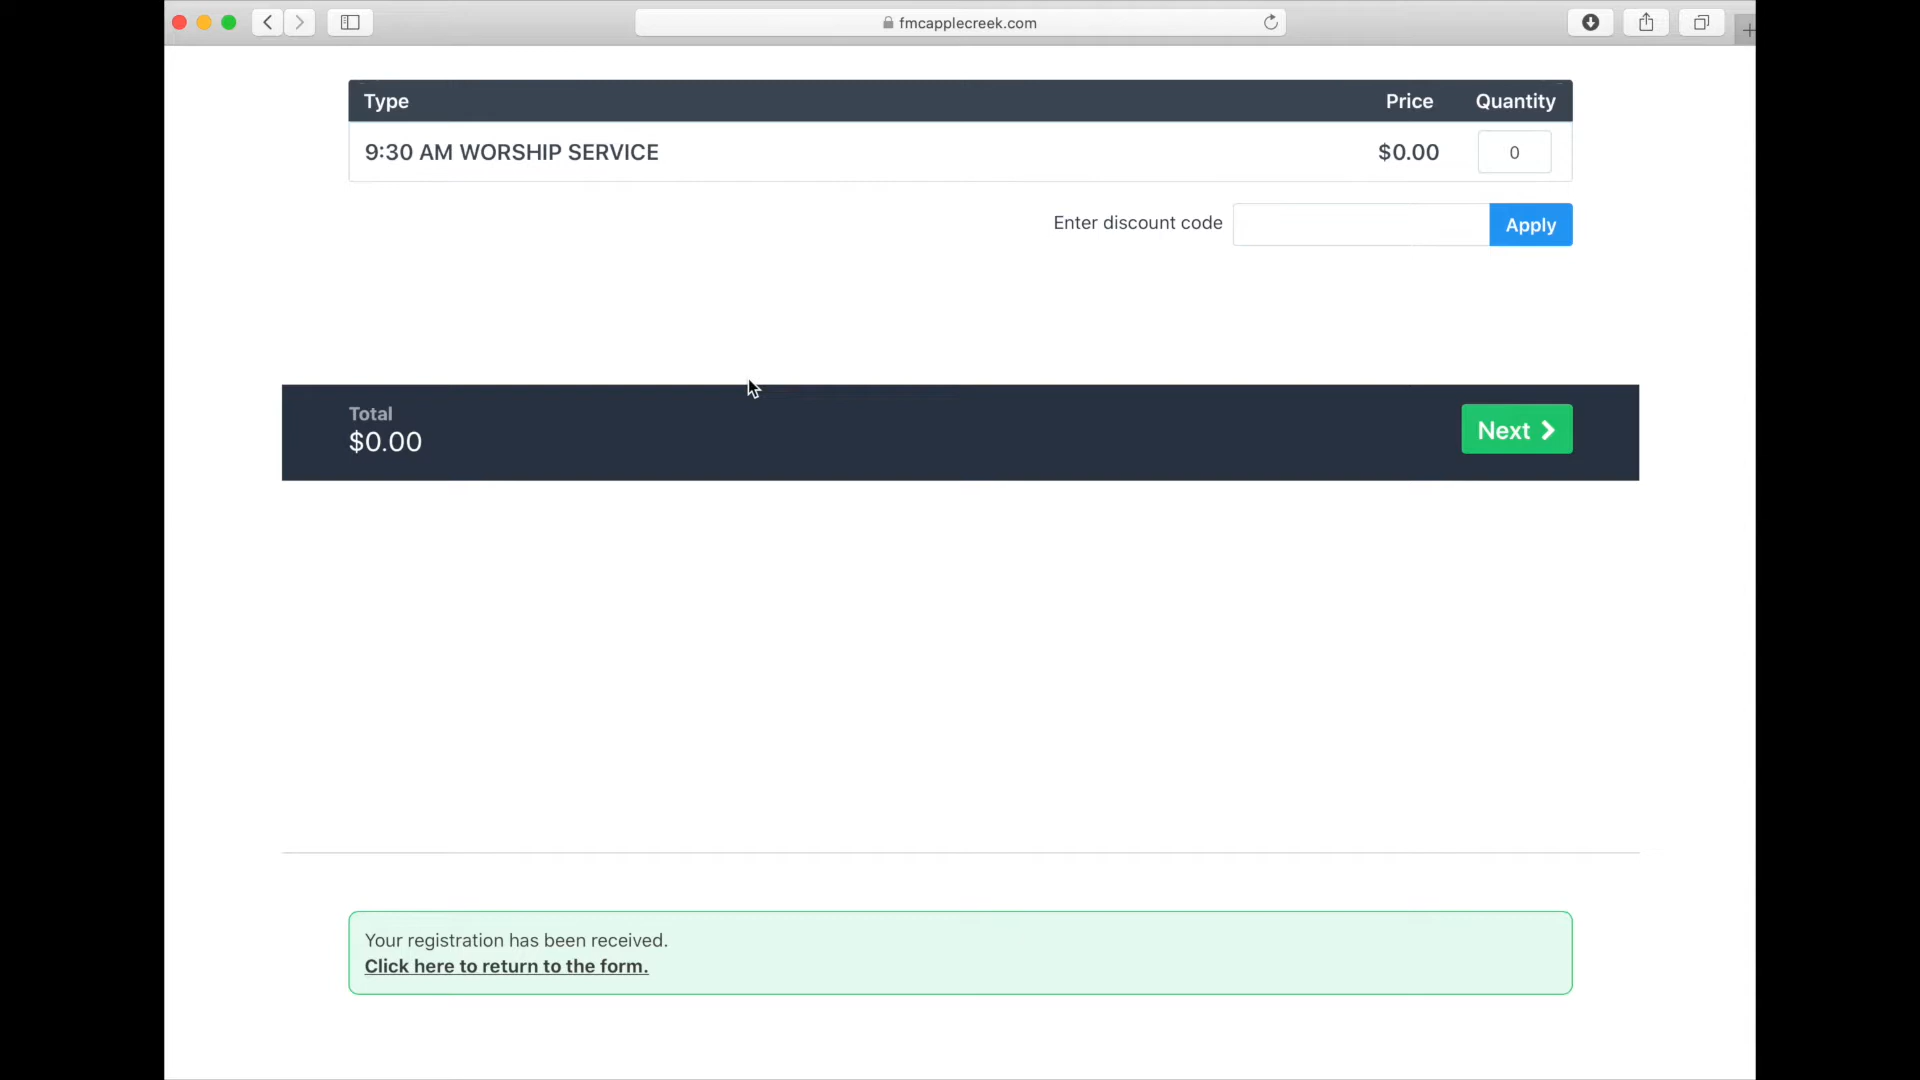 fmcapplecreek.com
Type Price Quantity
9:30 AM WORSHIP SERVICE $0.00 0
Enter discount code Apply
Total
$0.00
Next
Your registration has been received.
Click here to return to the form.